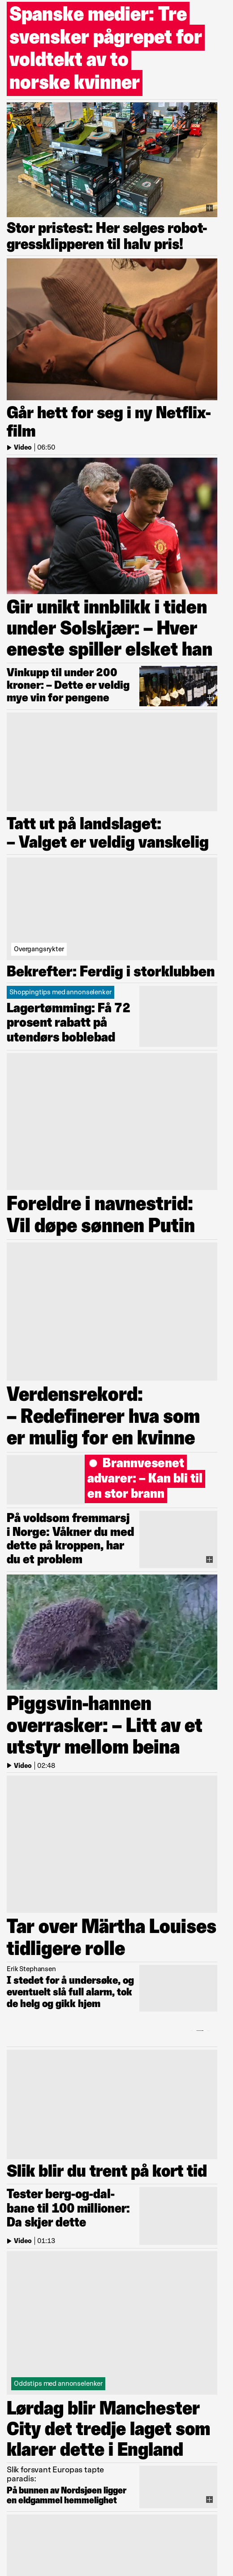 Spanske medier: Tre
svensker pågrepet for
voldtekt av to
norske kvinner
Stor pristest: Her selges robot-
gressklipperen til halv pris!
Går hett for seg i ny Netflix-
film
Video | 06:50
Gir unikt innblikk i tiden
under Solskjær: – Hver
eneste spiller elsket han
Vinkupp til under 200
kroner: – Dette er veldig
mye vin for pengene
Tatt ut på landslaget:
– Valget er veldig vanskelig
Overgangsrykter
Bekrefter: Ferdig i storklubben
Shoppingtips med annonselenker
Lagertømming: Få 72
prosent rabatt på
utendørs boblebad
Foreldre i navnestrid:
Vil døpe sønnen Putin
Verdensrekord:
– Redefinerer hva som
er mulig for en kvinne
Brannvesenet
advarer: – Kan bli til
en stor brann
På voldsom fremmarsj
i Norge: Våkner du med
dette på kroppen, har
du et problem
Piggsvin-hannen
overrasker: – Litt av et
utstyr mellom beina
Video | 02:48
Tar over Märtha Louises
tidligere rolle
Erik Stephansen
I stedet for å undersøke, og
eventuelt slå full alarm, tok
de helg og gikk hjem
Slik blir du trent på kort tid
Tester berg-og-dal-
bane til 100 millioner:
Da skjer dette
Video | 01:13
Oddstips med annonselenker
Lørdag blir Manchester
City det tredje laget som
klarer dette i England
Slik forsvant Europas tapte
paradis:
På bunnen av Nordsjøen ligger
en eldgammel hemmelighet